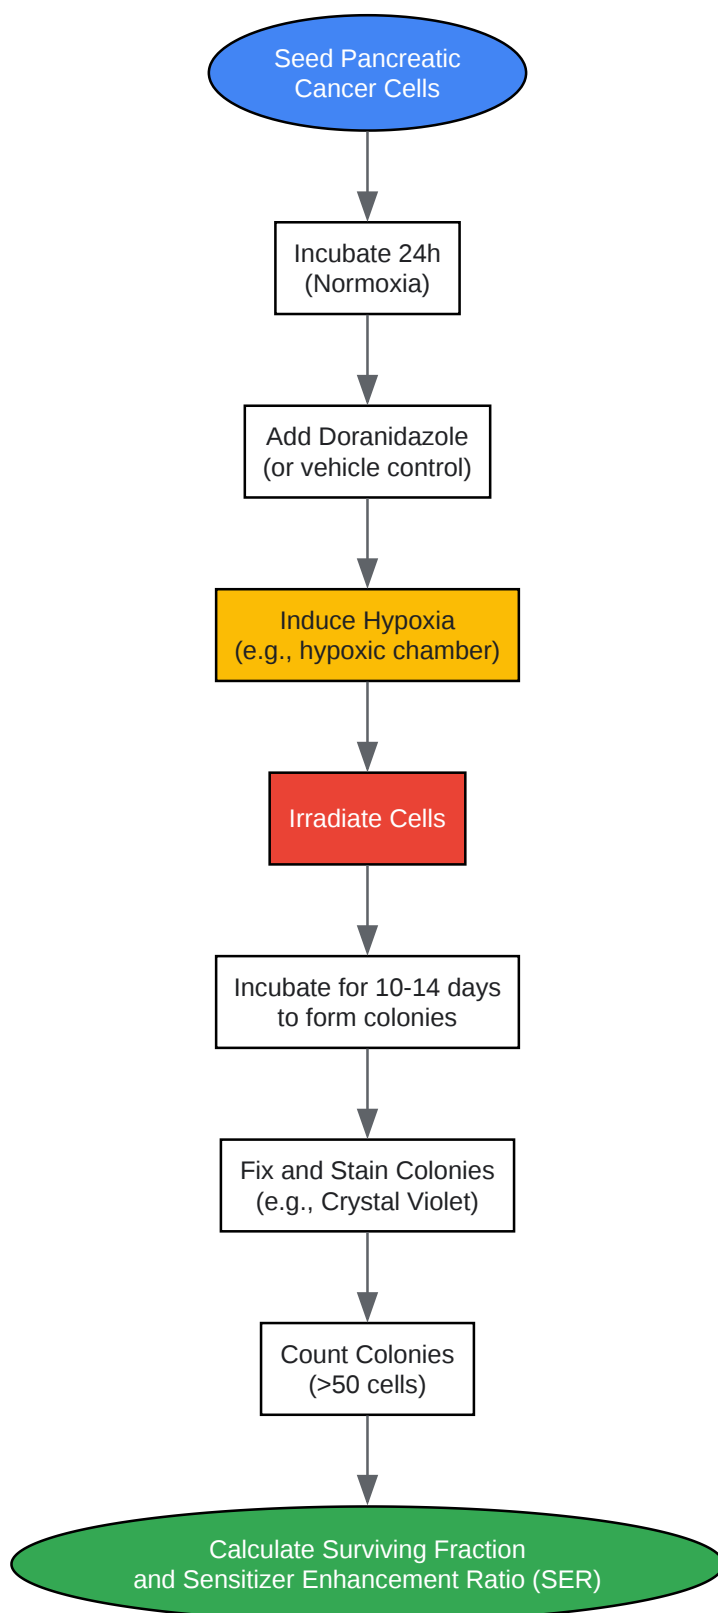 Seed Pancreatic
Cancer Cells
Incubate 24h
(Normoxia)
Add Doranidazole
(or vehicle control)
Induce Hypoxia
(e.g., hypoxic chamber)
Irradiate Cells
Incubate for 10-14 days
to form colonies
Fix and Stain Colonies
(e.g., Crystal Violet)
Count Colonies
(>50 cells)
Calculate Surviving Fraction
and Sensitizer Enhancement Ratio (SER)